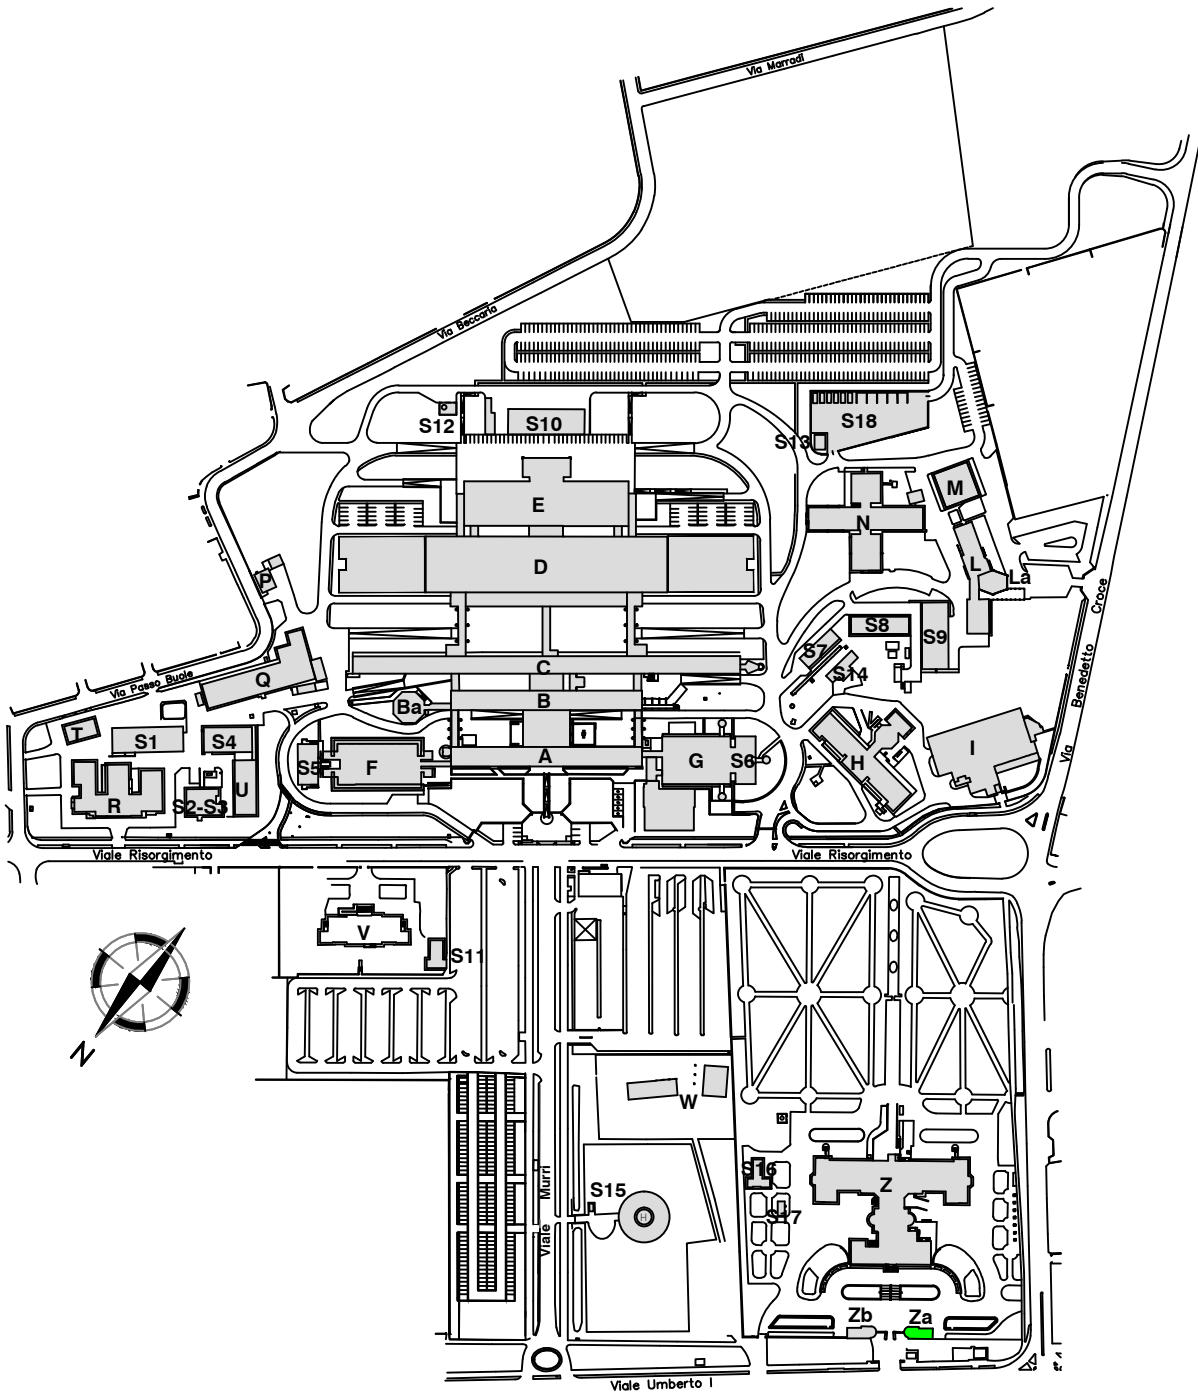 Via Marradi
Via Beccaria
S12
S10
S13
S18
E
M
N
D
P
L
La
Croce
Benedetto
Via
S8
S7
S9
S14
C
Q
Via Passo Buole
B
Ba
T
S1
S4
A
S5
F
G
S6
H
I
R
S2-S3
U
Viale Risorgimento
Viale Risorgimento
V
S11
N
W
Viale Murri
S15
H
S16
Z
S17
Zb
Za
Viale Umberto I